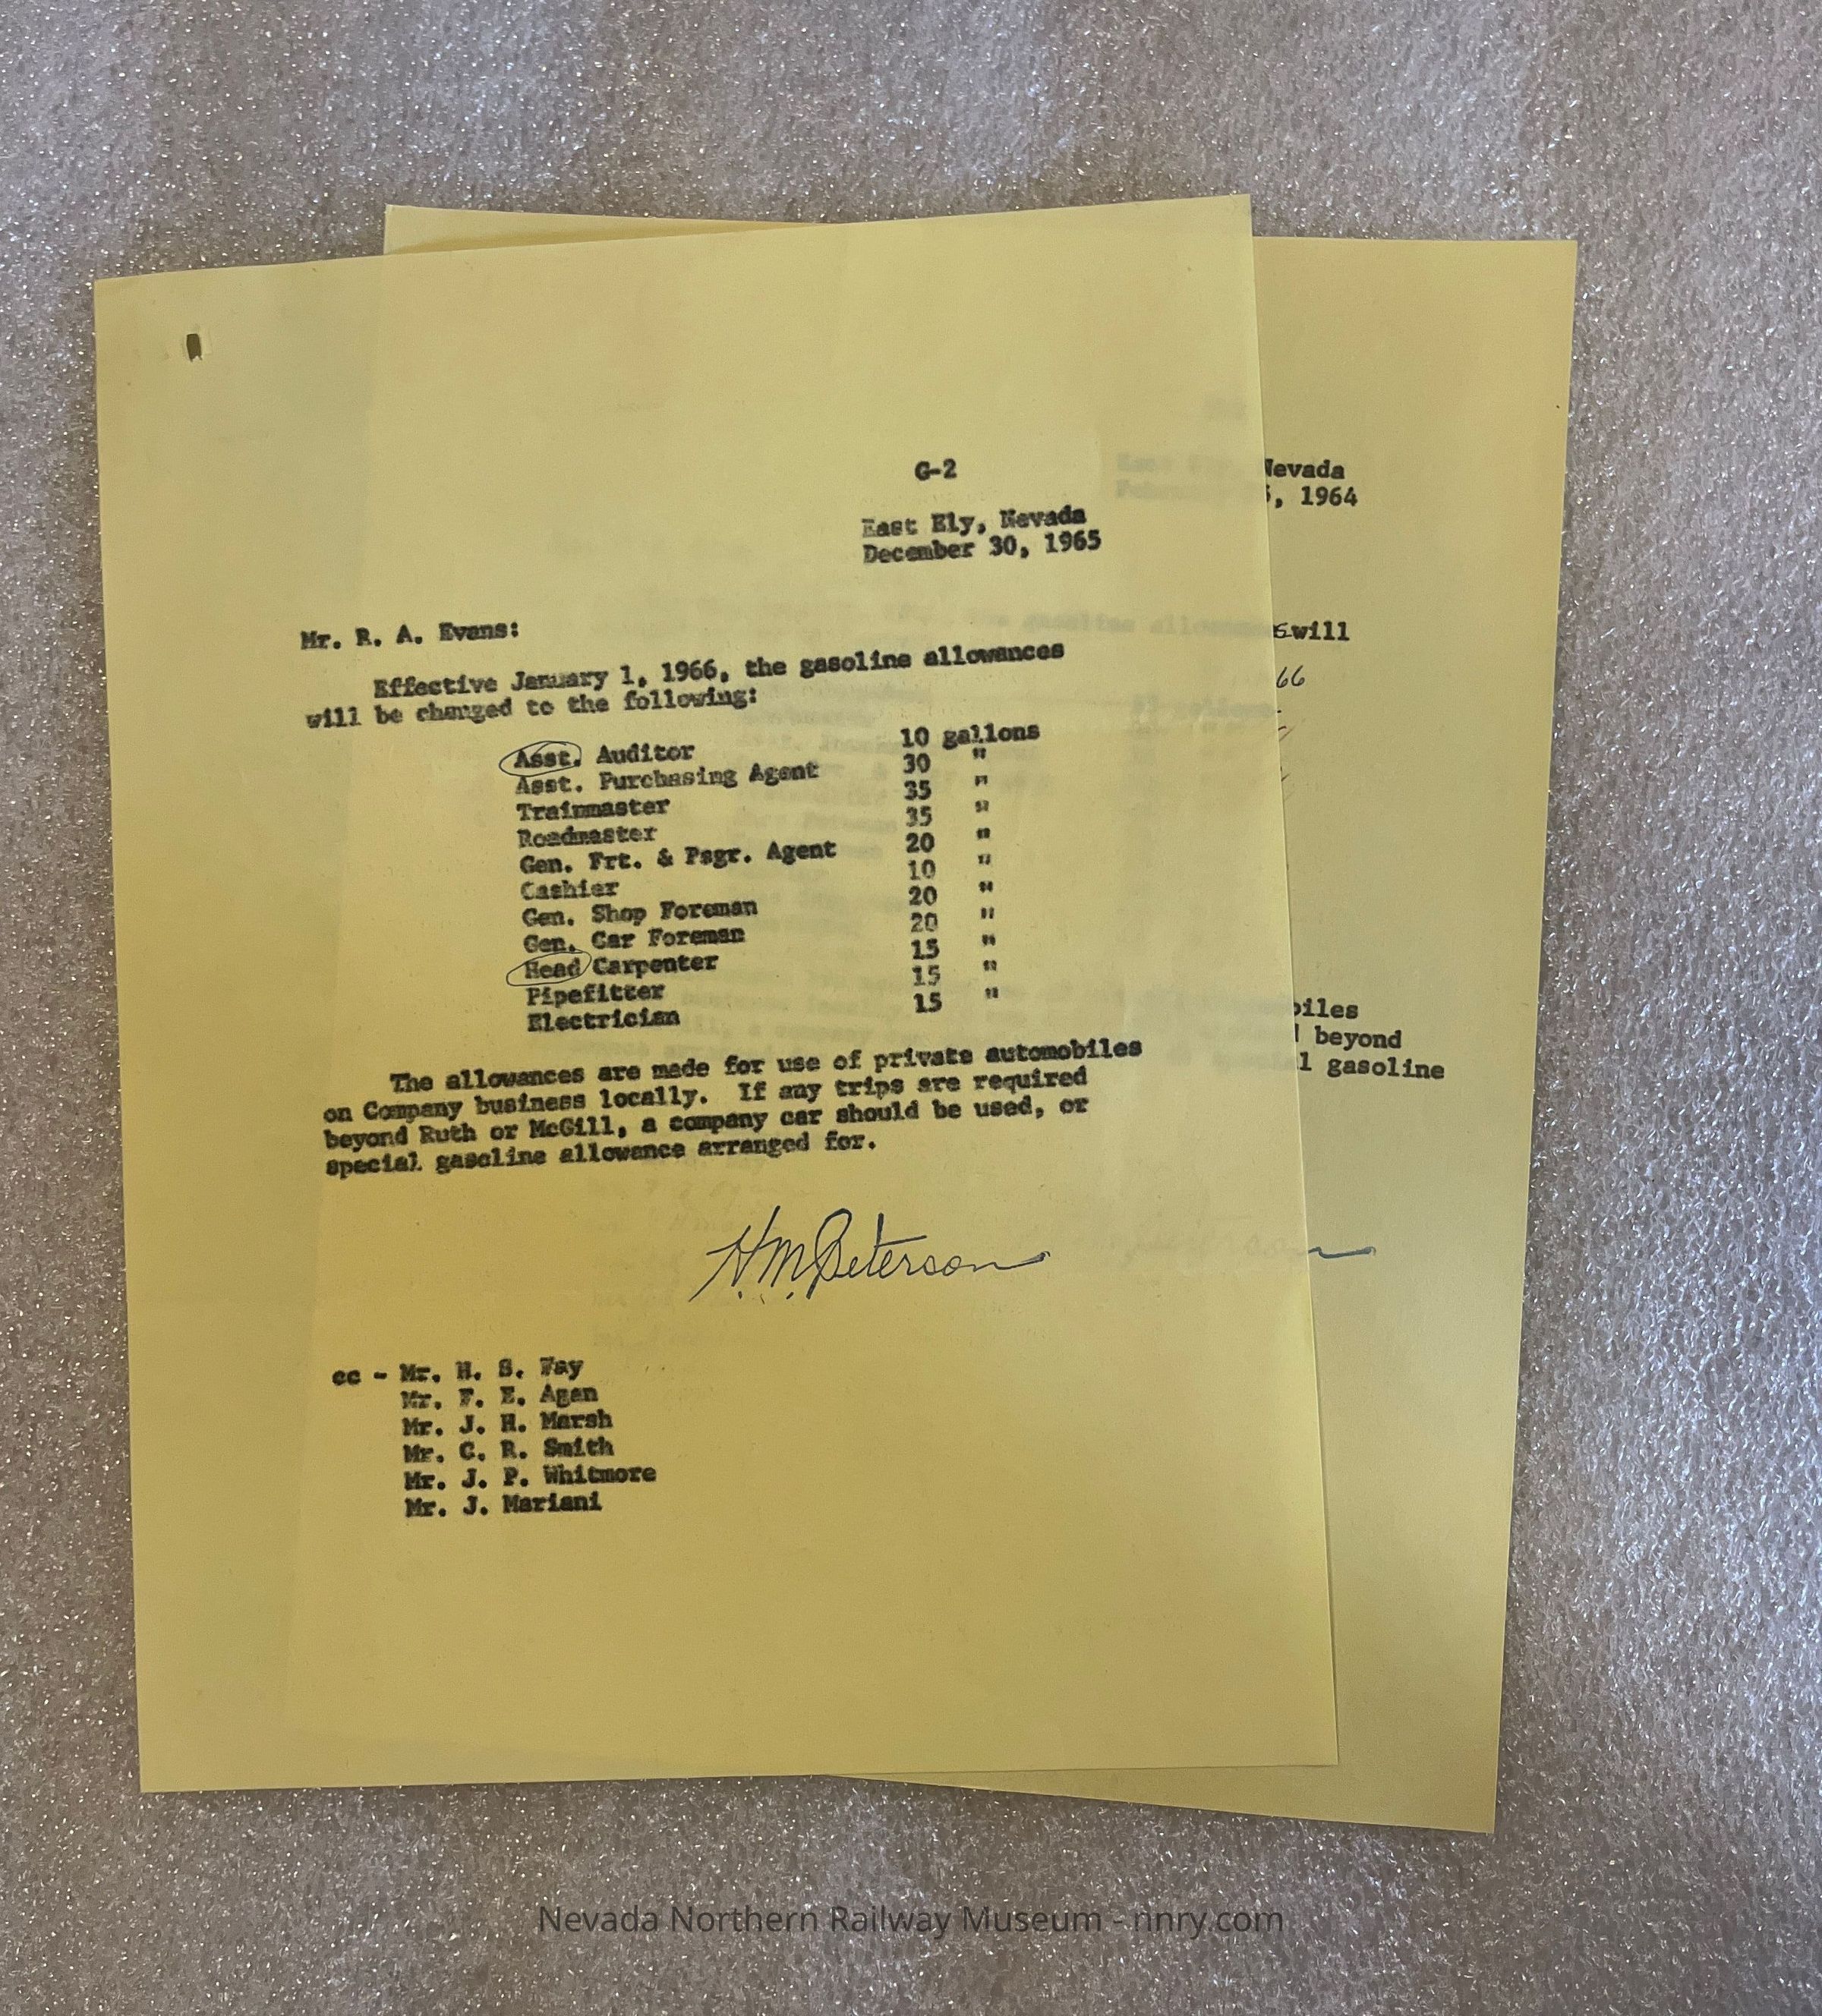 G-2
East Ely, Nevada
December 30, 1965
Mr. R. A. Evans:
Effective January 1, 1966, the gasoline allowances
will be changed to the following:
Asst. Auditor 10 gallons
Asst. Purchasing Agent 30 "
Trainmaster 35 "
Roadmaster 35 "
Gen. Frt. & Psgr. Agent 20 "
Cashier 10 "
Gen. Shop Foreman 20 "
Gen. Car Foreman 20 "
Head Carpenter 15 "
Pipefitter 15 "
Electrician 15 "
The allowances are made for use of private automobiles
on Company business locally. If any trips are required
beyond Ruth or McGill, a company car should be used, or
special gasoline allowance arranged for.
H. M. Peterson
cc - Mr. H. S. Fay
Mr. F. E. Agan
Mr. J. H. Marsh
Mr. C. R. Smith
Mr. J. P. Whitmore
Mr. J. Mariani
Nevada
, 1964
will
66
biles
beyond
gasoline
Nevada Northern Railway Museum - nnry.com